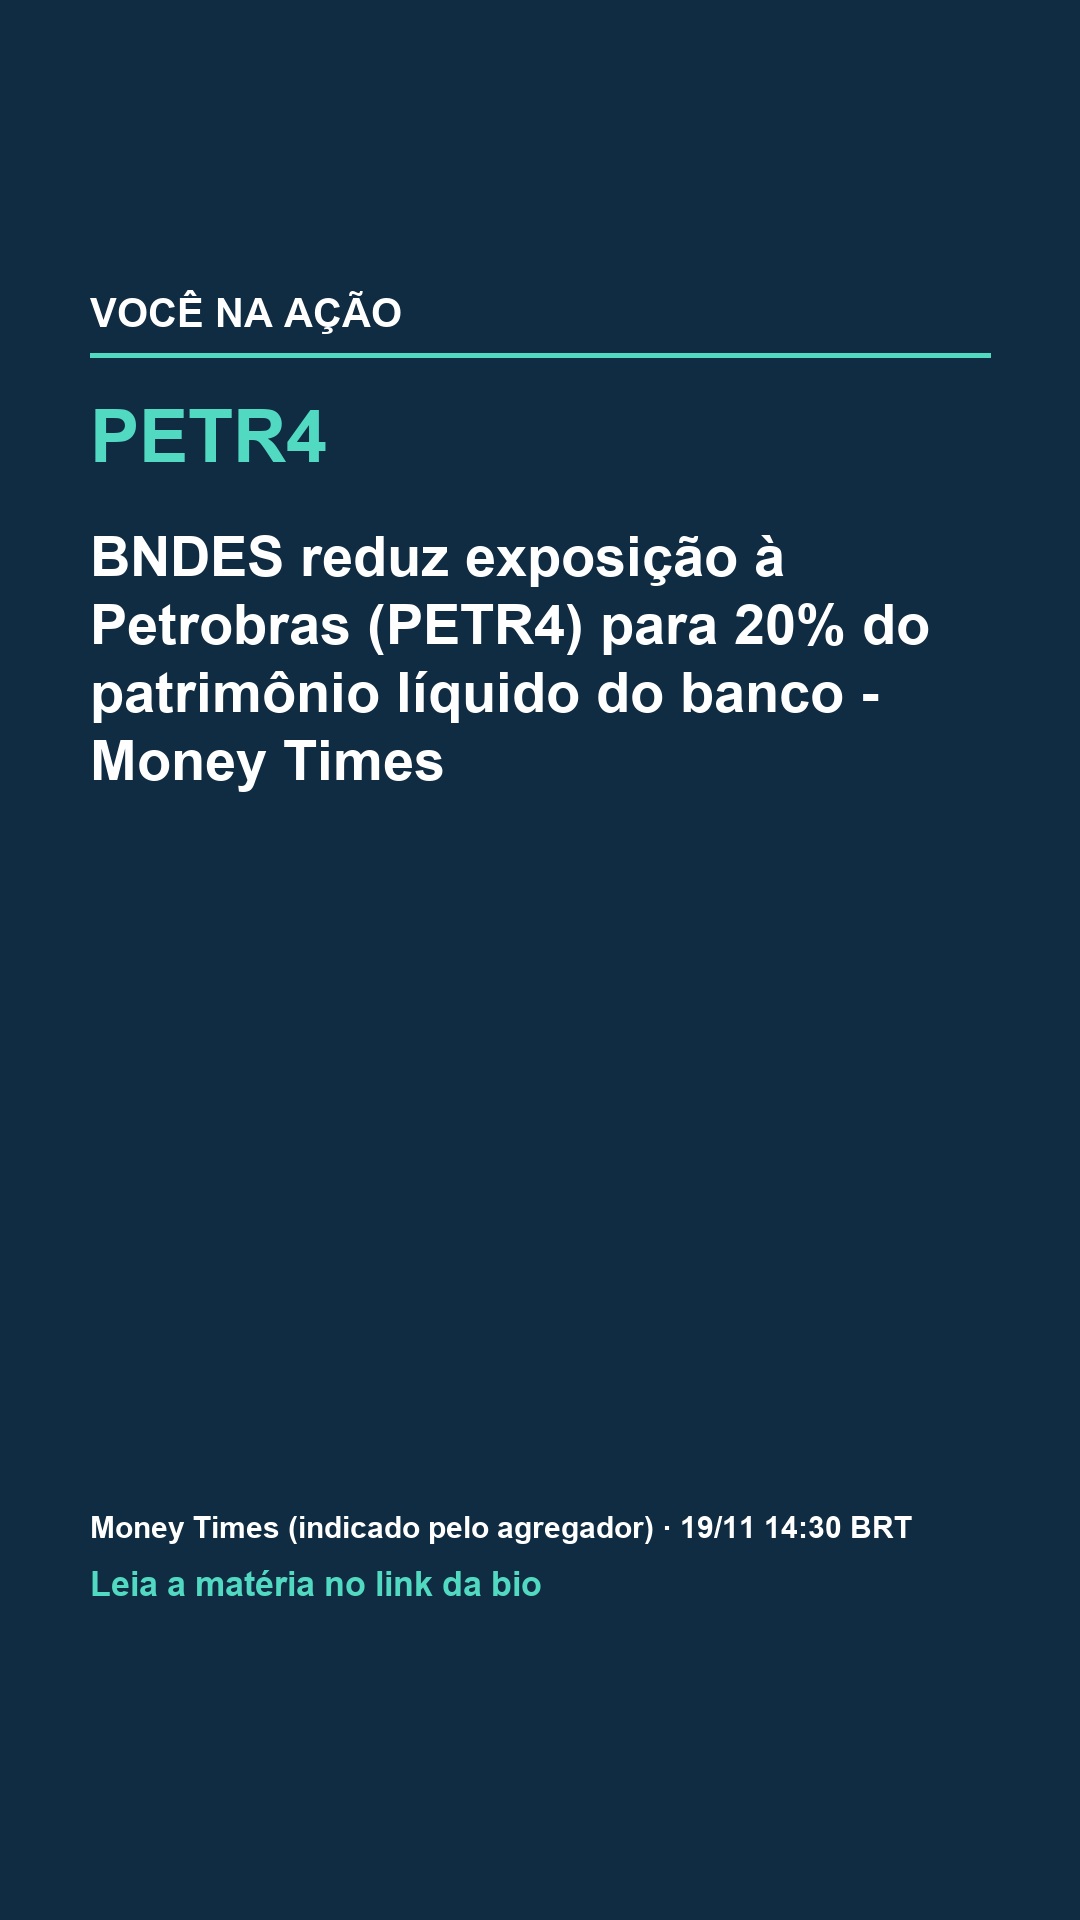 VOCÊ NA AÇÃO
PETR4
BNDES reduz exposição à
Petrobras (PETR4) para 20% do
patrimônio líquido do banco -
Money Times
Money Times (indicado pelo agregador) · 19/11 14:30 BRT
Leia a matéria no link da bio